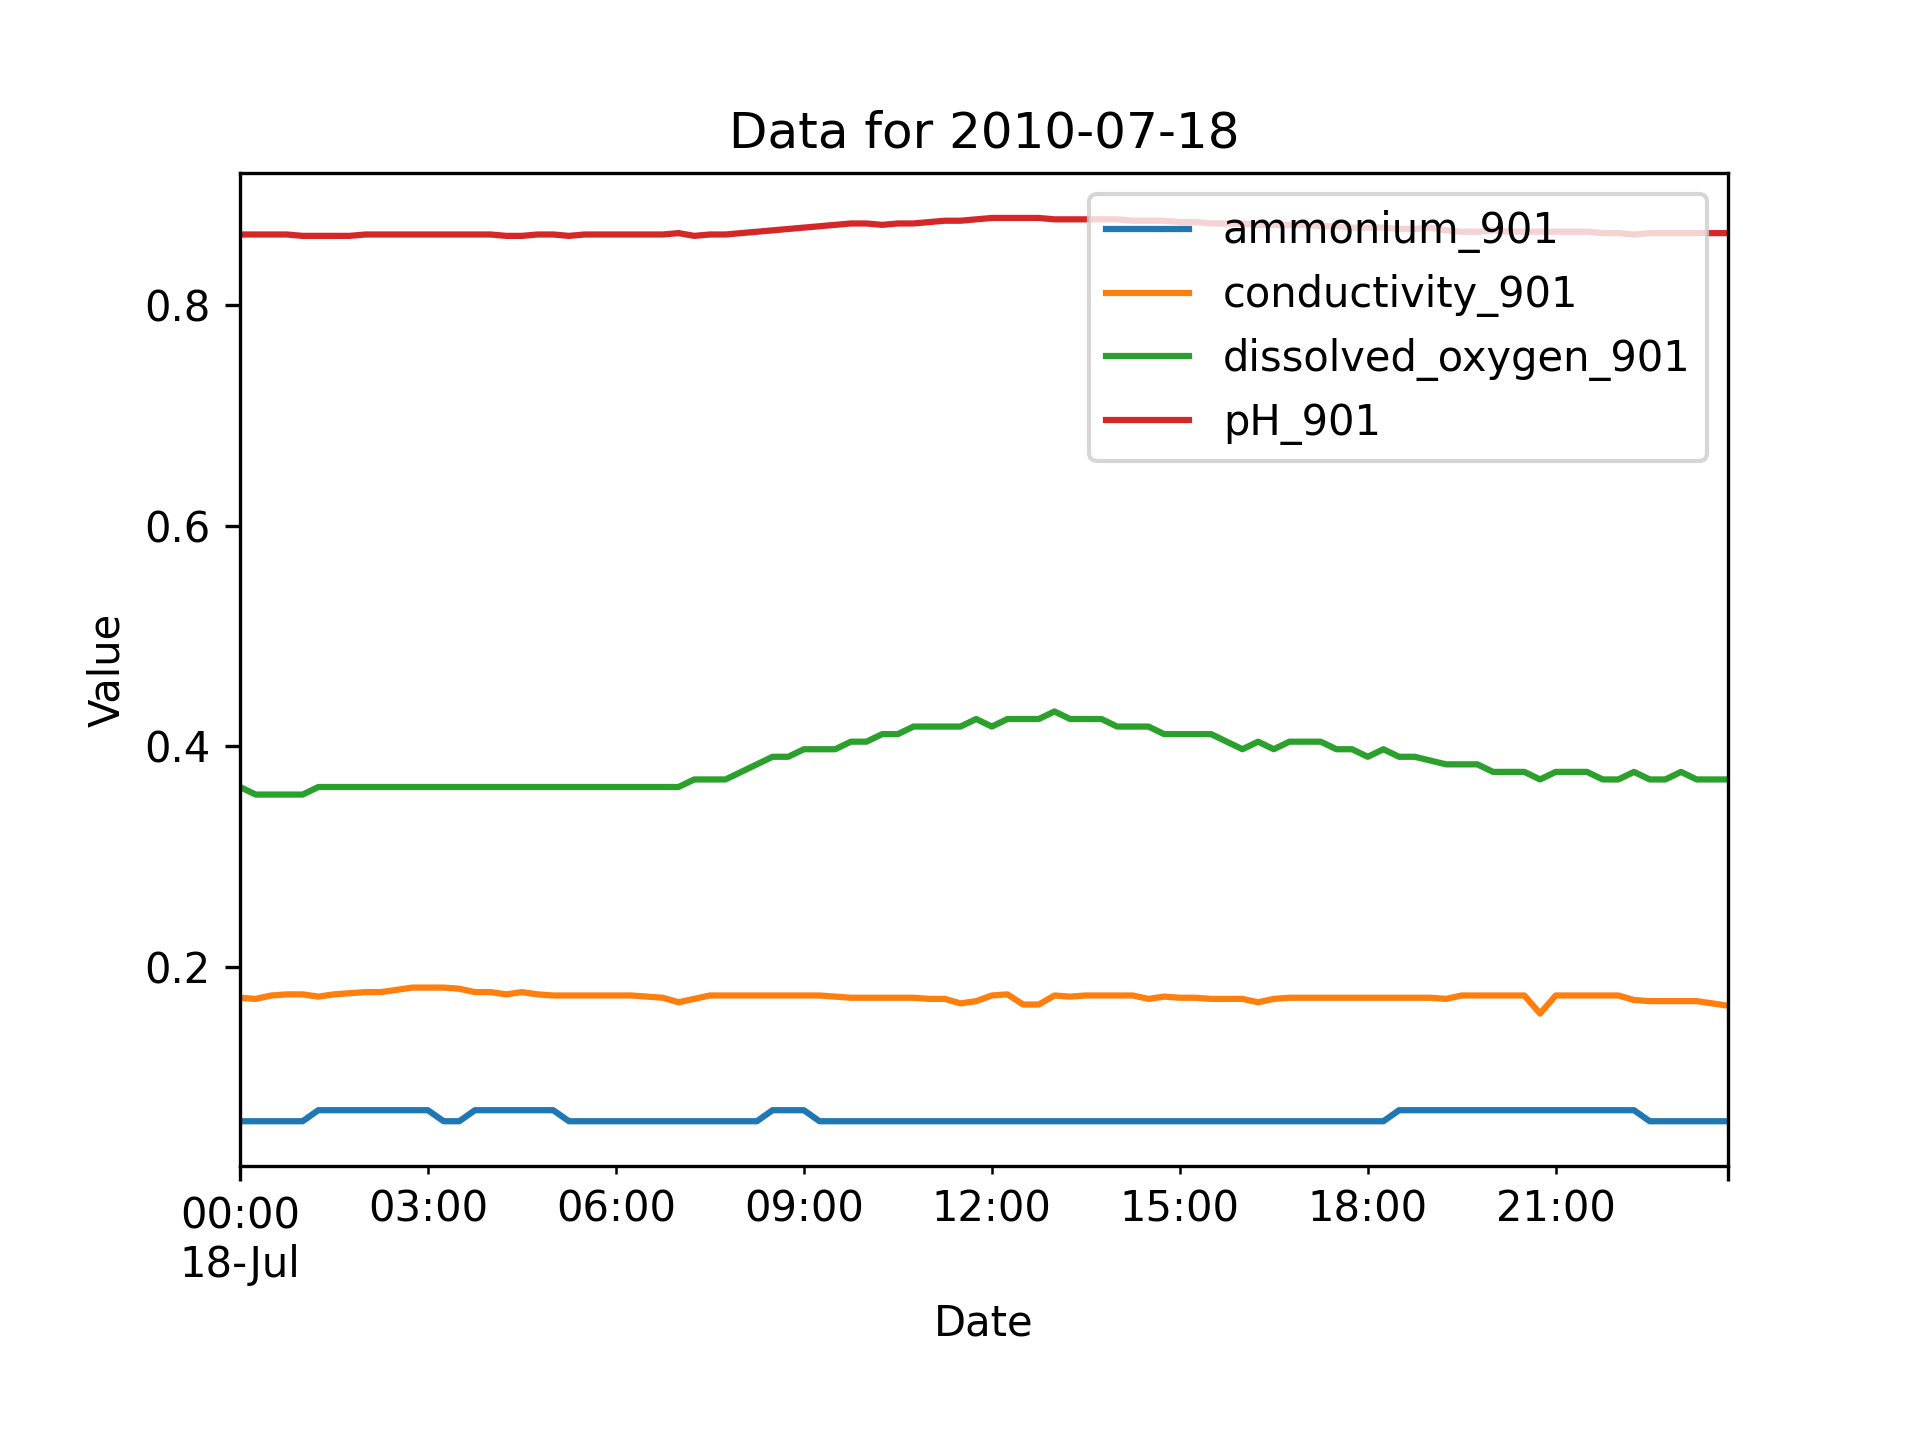 Data for 2010-07-18
ammonium_901
conductivity_901
dissolved_oxygen_901
pH_901
0.8
0.6
0.4
0.2
Value
00:00 03:00 06:00 09:00 12:00 15:00 18:00 21:00
18-Jul
Date